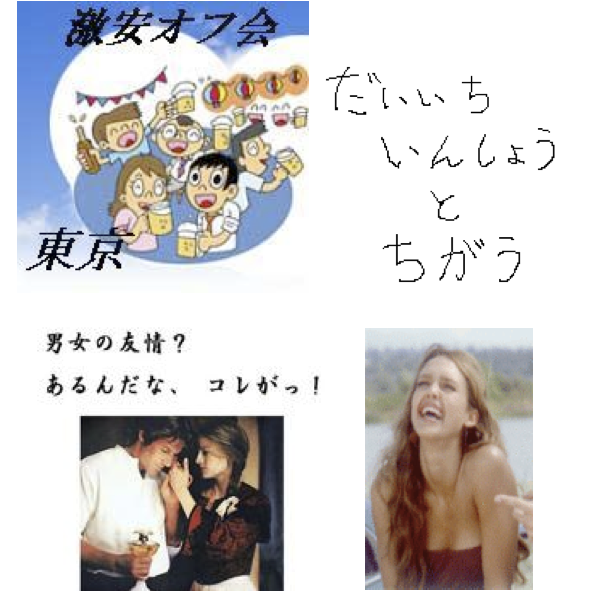 激安オフ会
東京
だいいち
いんしょう
と
ちがう
男女の友情？
あるんだな、 コレがっ！